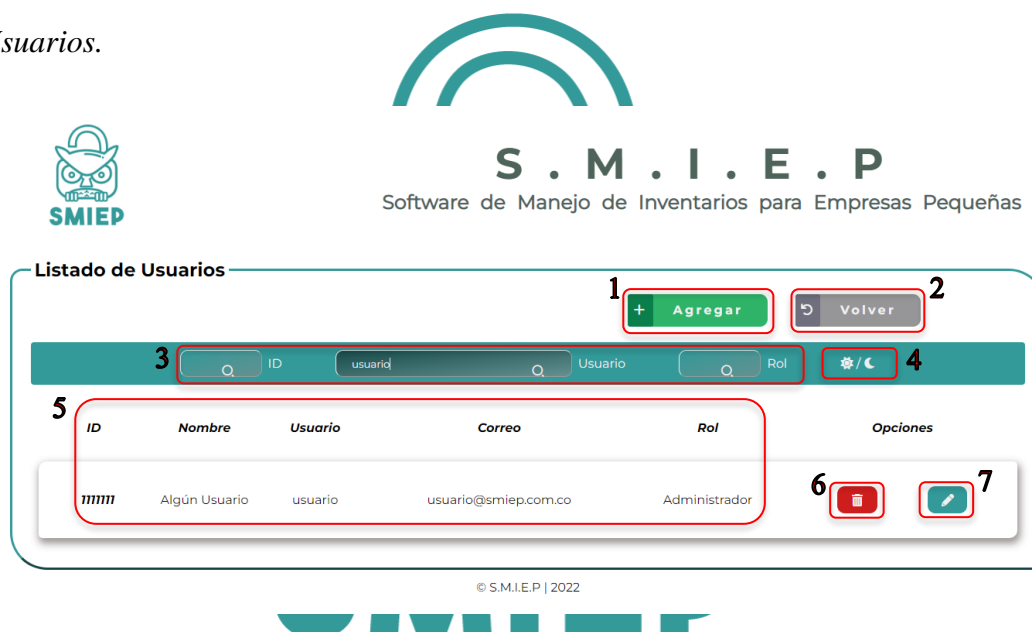 Usuarios.
SMIEP
S . M . I . E . P
Software de Manejo de Inventarios para Empresas Pequeñas
Listado de Usuarios
1 + Agregar 2 Volver
3 ID usuario Usuario Rol / 4
5
ID Nombre Usuario Correo Rol Opciones
1111111 Algún Usuario usuario usuario@smiep.com.co Administrador 6 7
© S.M.I.E.P | 2022
SMIEP